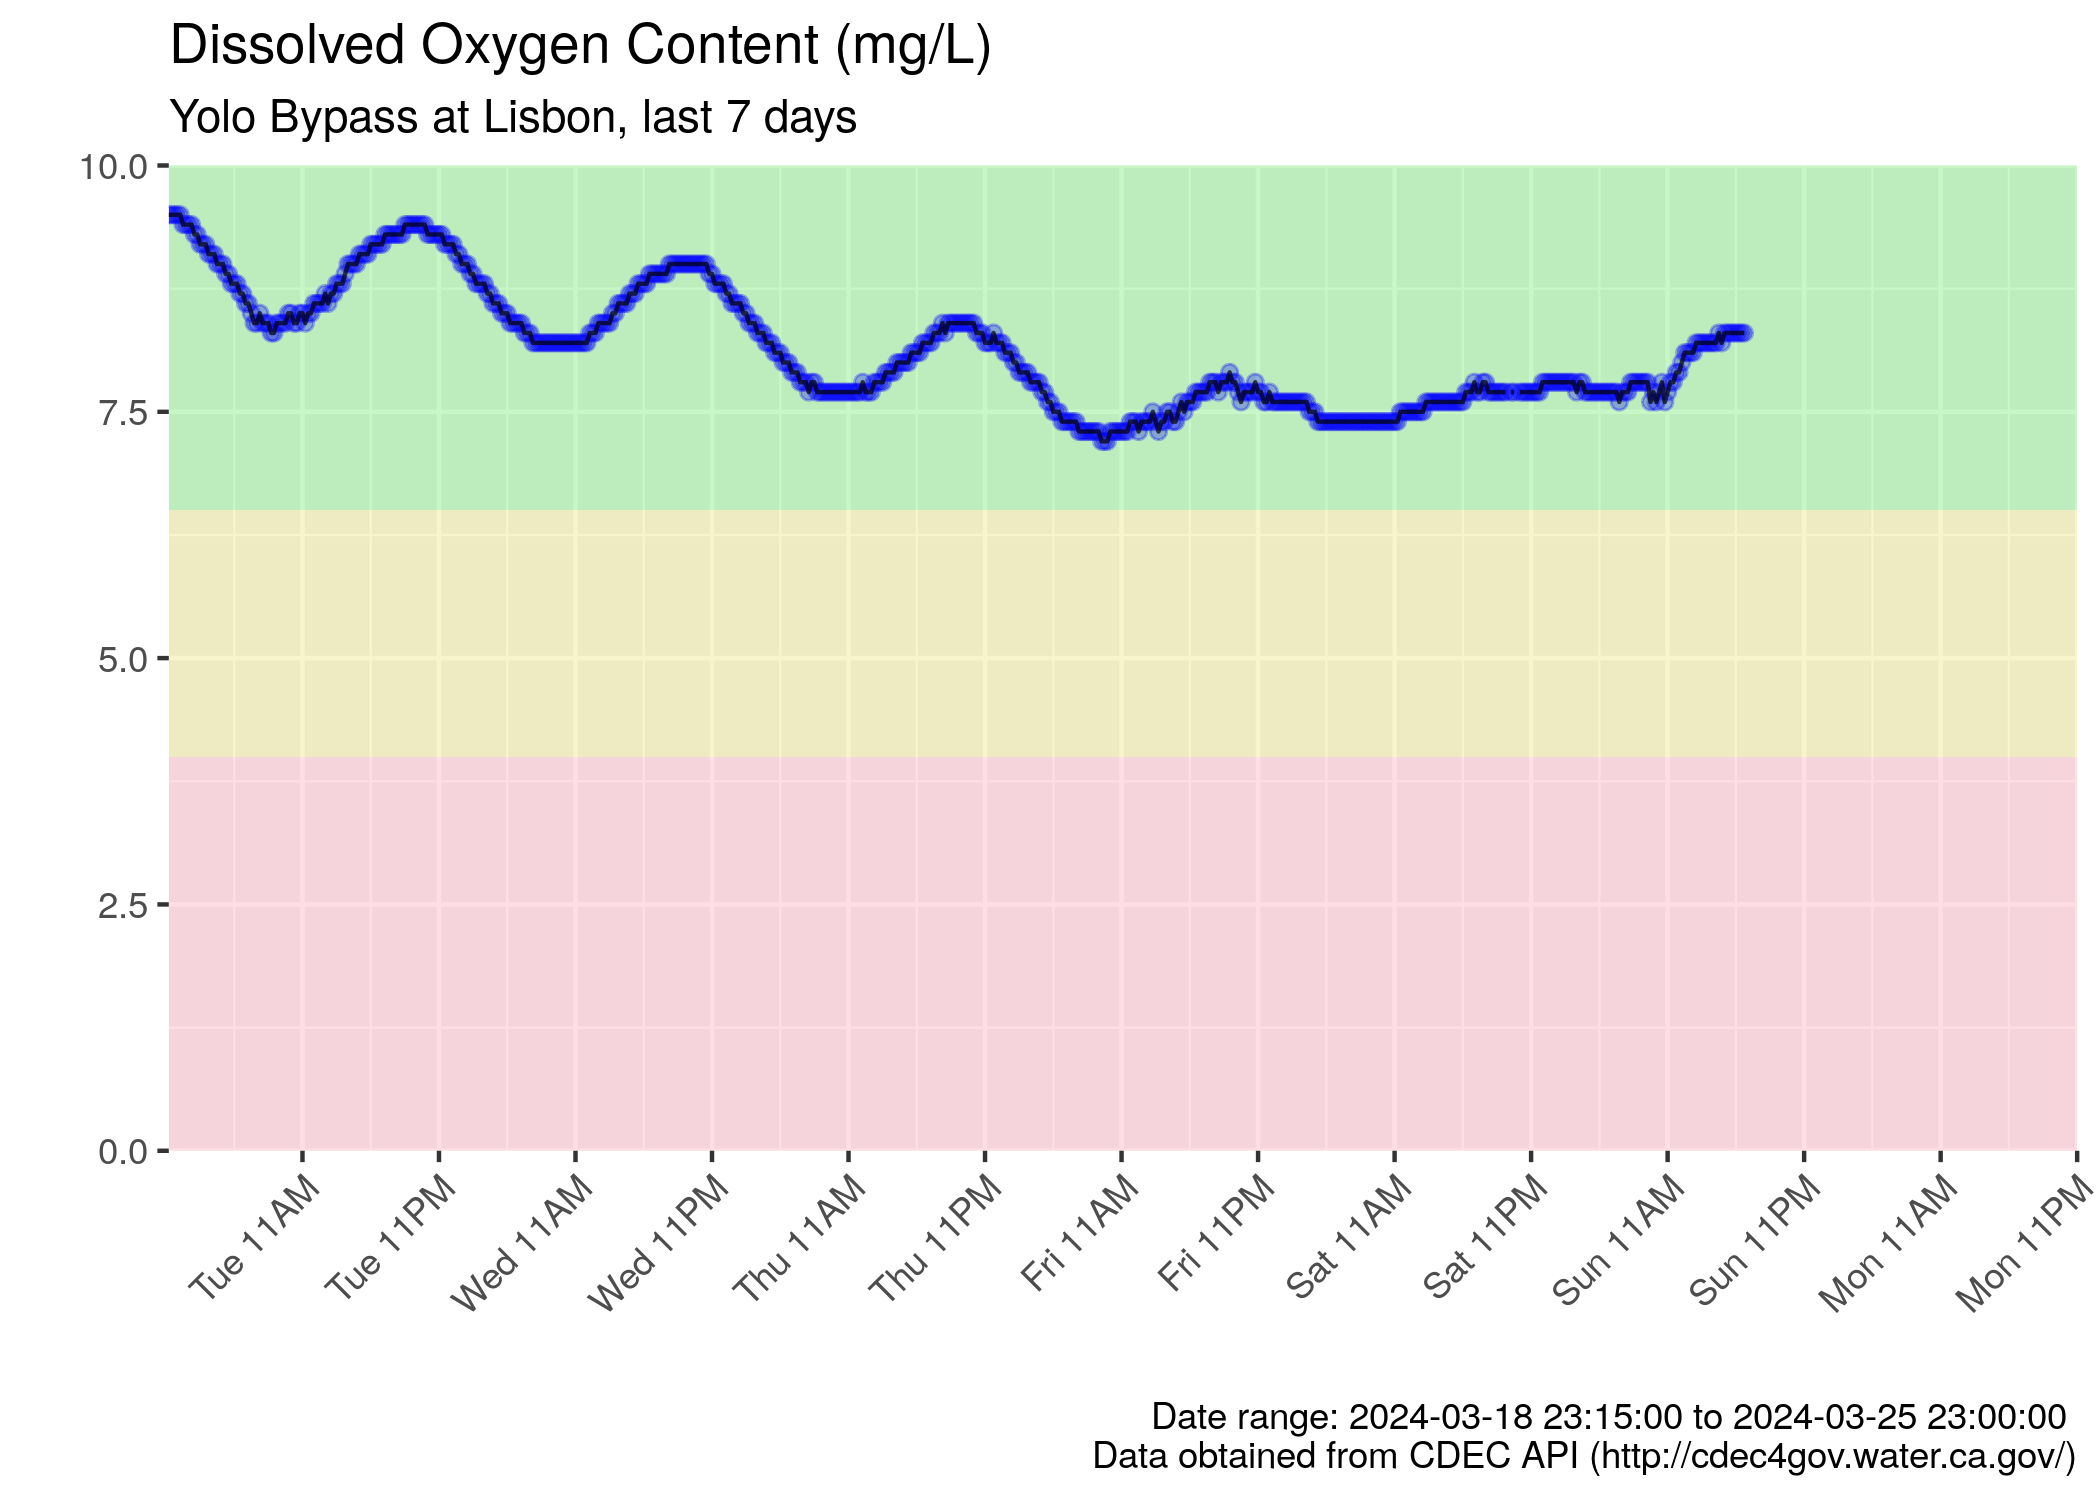 Dissolved Oxygen Content (mg/L)
Yolo Bypass at Lisbon, last 7 days
10.0
7.5
5.0
2.5
0.0
Tue 11AM
Tue 11PM
Wed 11AM
Wed 11PM
Thu 11AM
Thu 11PM
Fri 11AM
Fri 11PM
Sat 11AM
Sat 11PM
Sun 11AM
Sun 11PM
Mon 11AM
Mon 11PM
Date range: 2024-03-18 23:15:00 to 2024-03-25 23:00:00
Data obtained from CDEC API (http://cdec4gov.water.ca.gov/)